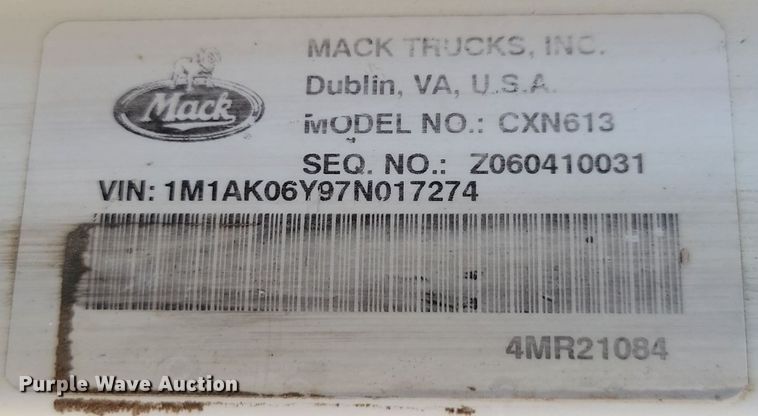 MACK TRUCKS, INC.
Mack
Dublin, VA, U.S.A.
MODEL NO.: CXN613
SEQ. NO.: Z060410031
VIN: 1M1AK06Y97N017274
4MR21084
Purple Wave Auction